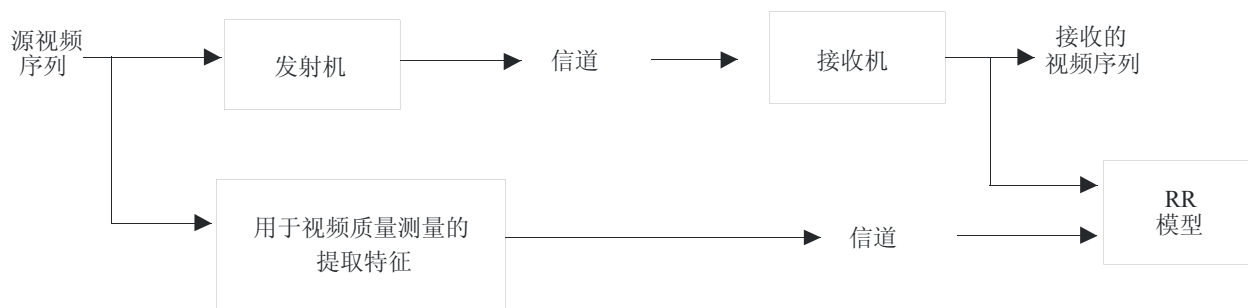 源视频
序列
发射机
信道
接收机
接收的
视频序列
用于视频质量测量的
提取特征
信道
RR
模型